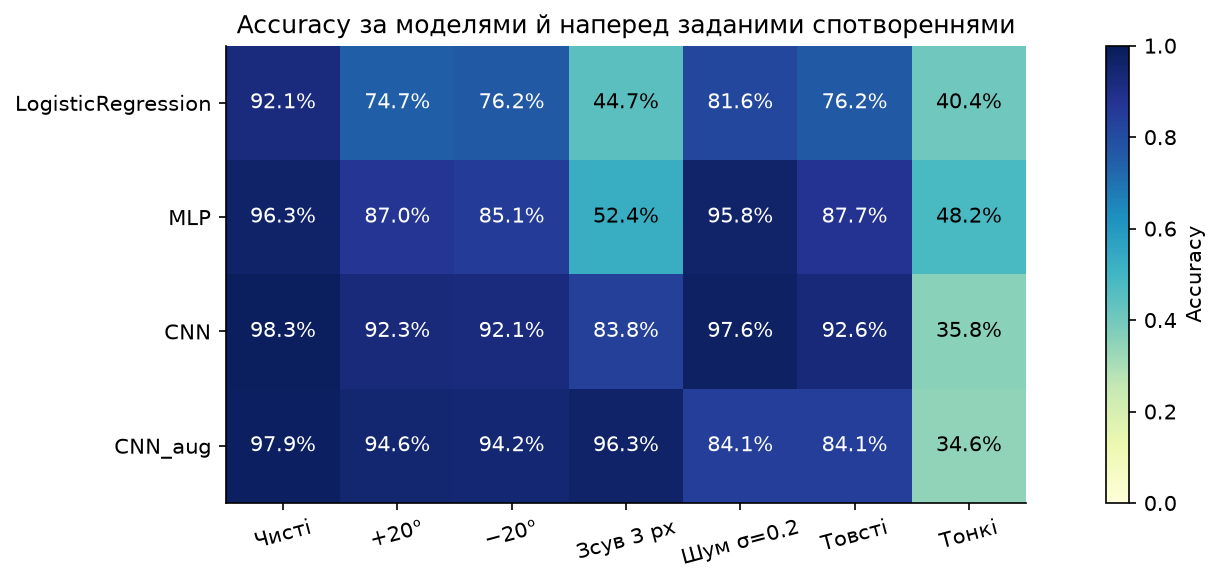 Accuracy за моделями й наперед заданими спотвореннями
LogisticRegression 92.1% 74.7% 76.2% 44.7% 81.6% 76.2% 40.4%
MLP 96.3% 87.0% 85.1% 52.4% 95.8% 87.7% 48.2%
CNN 98.3% 92.3% 92.1% 83.8% 97.6% 92.6% 35.8%
CNN_aug 97.9% 94.6% 94.2% 96.3% 84.1% 84.1% 34.6%
Чисті +20° −20° Зсув 3 px Шум σ=0.2 Товсті Тонкі
1.0
0.8
0.6
0.4
0.2
0.0
Accuracy